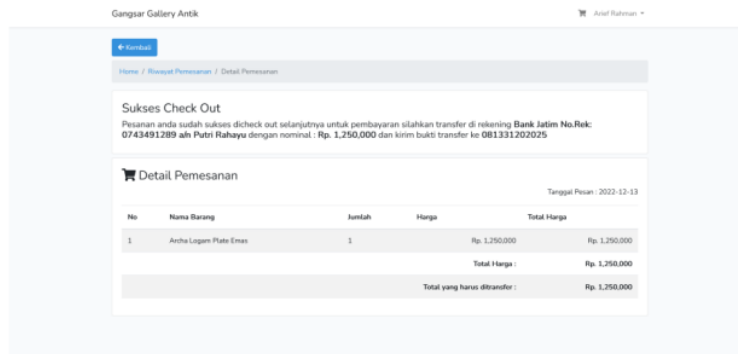 Gangsar Gallery Antik Arief Rahman
Kembali
Home / Riwayat Pemesanan / Detail Pemesanan
Sukses Check Out
Pesanan anda sudah sukses dicheck out selanjutnya untuk pembayaran silahkan transfer di rekening Bank Jatim No.Rek:
0743491289 a/n Putri Rahayu dengan nominal : Rp. 1,250,000 dan kirim bukti transfer ke 081331202025
Detail Pemesanan
Tanggal Pesan : 2022-12-13
No Nama Barang Jumlah Harga Total Harga
1 Archa Logam Plate Emas 1 Rp. 1,250,000 Rp. 1,250,000
Total Harga : Rp. 1,250,000
Total yang harus ditransfer : Rp. 1,250,000